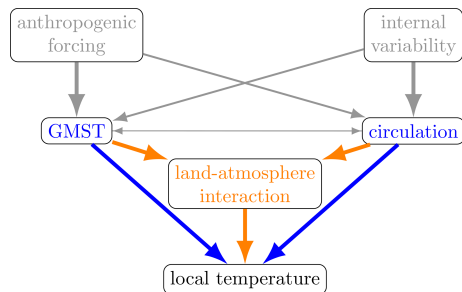 anthropogenic
forcing
internal
variability
GMST
circulation
land-atmosphere
interaction
local temperature